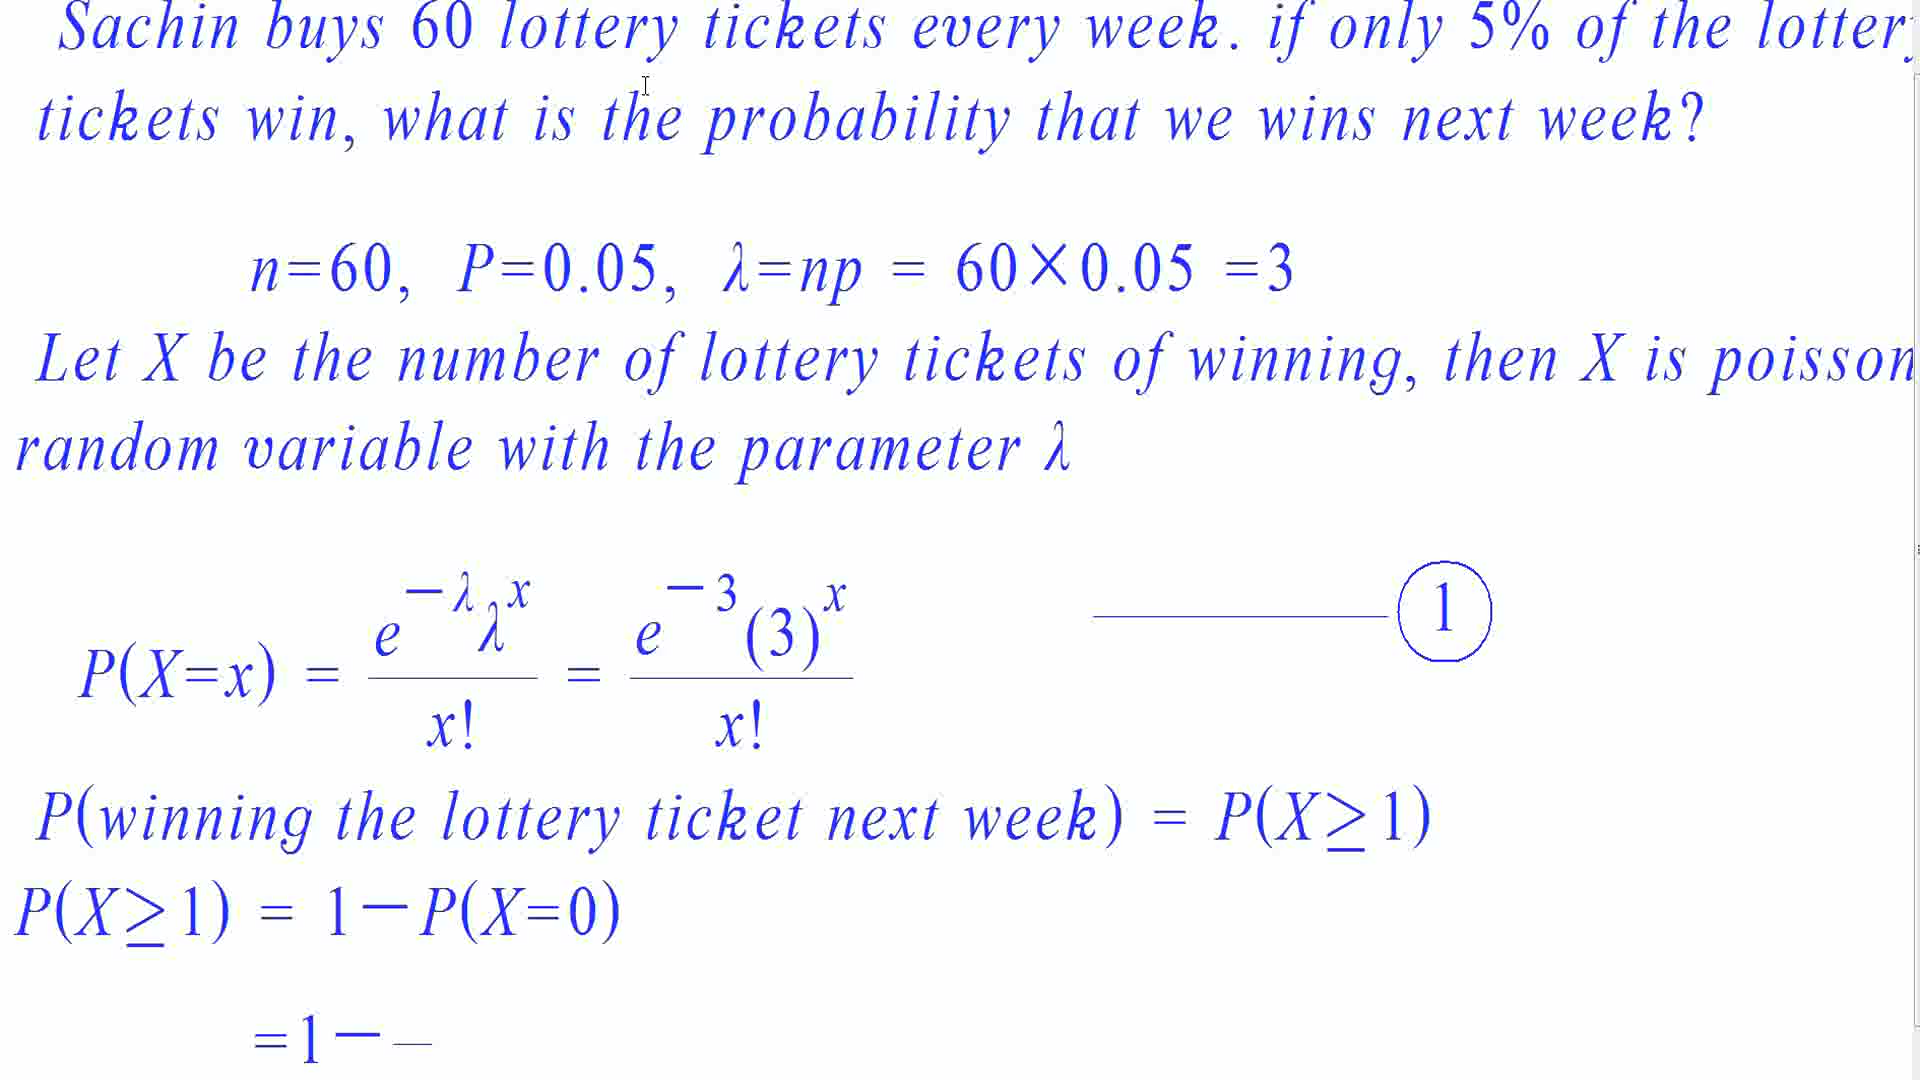 Sachin buys 60 lottery tickets every week. if only 5% of the lottery
tickets win, what is the probability that we wins next week?
n=60, P=0.05, λ=np = 60×0.05 =3
Let X be the number of lottery tickets of winning, then X is poisson
random variable with the parameter λ
P(X=x) = e^{-λ}λ^x / x! = e^{-3}(3)^x / x! ———— 1
P(winning the lottery ticket next week) = P(X≥1)
P(X≥1) = 1−P(X=0)
=1−